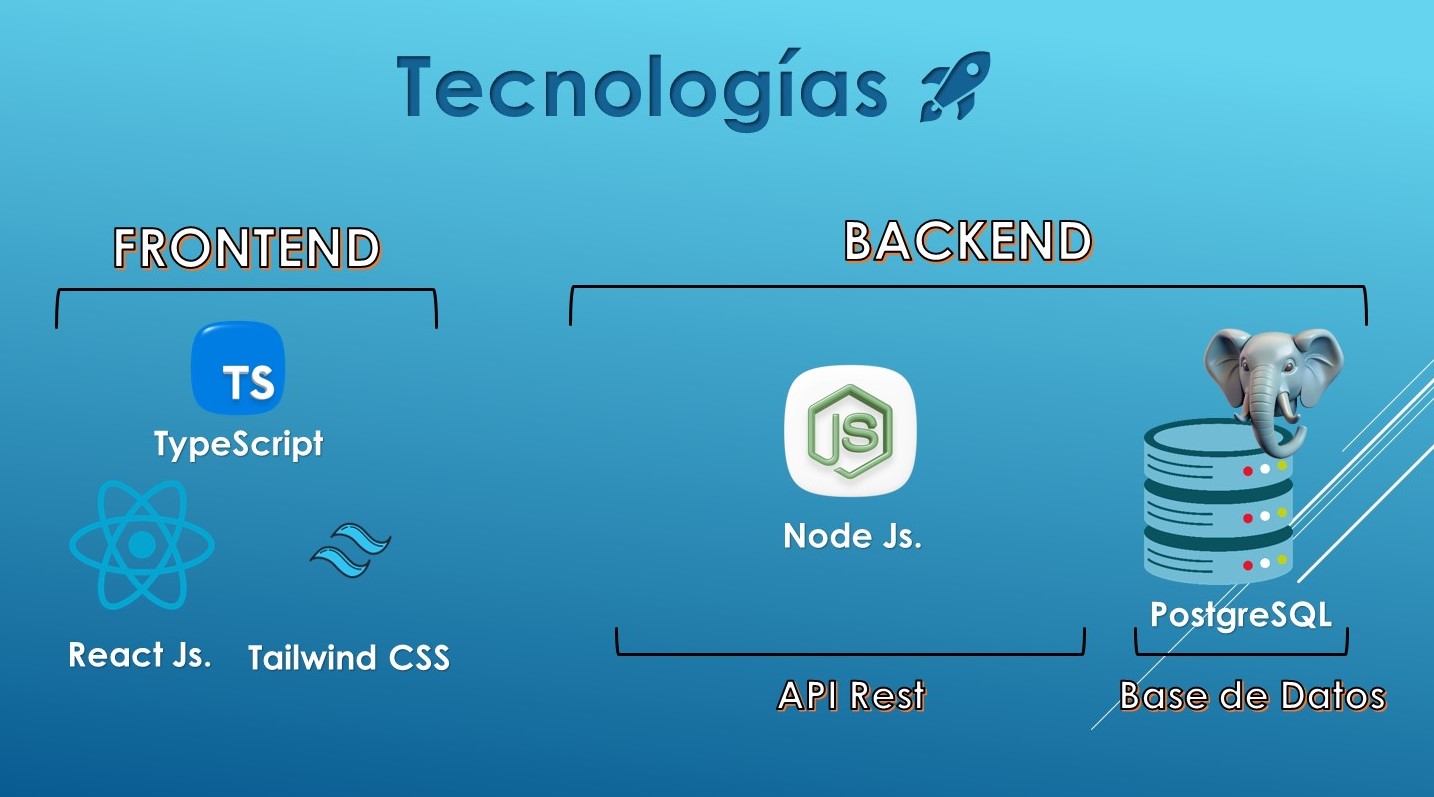 Tecnologías
FRONTEND
TS
TypeScript
React Js.
Tailwind CSS
BACKEND
JS
Node Js.
PostgreSQL
API Rest
Base de Datos